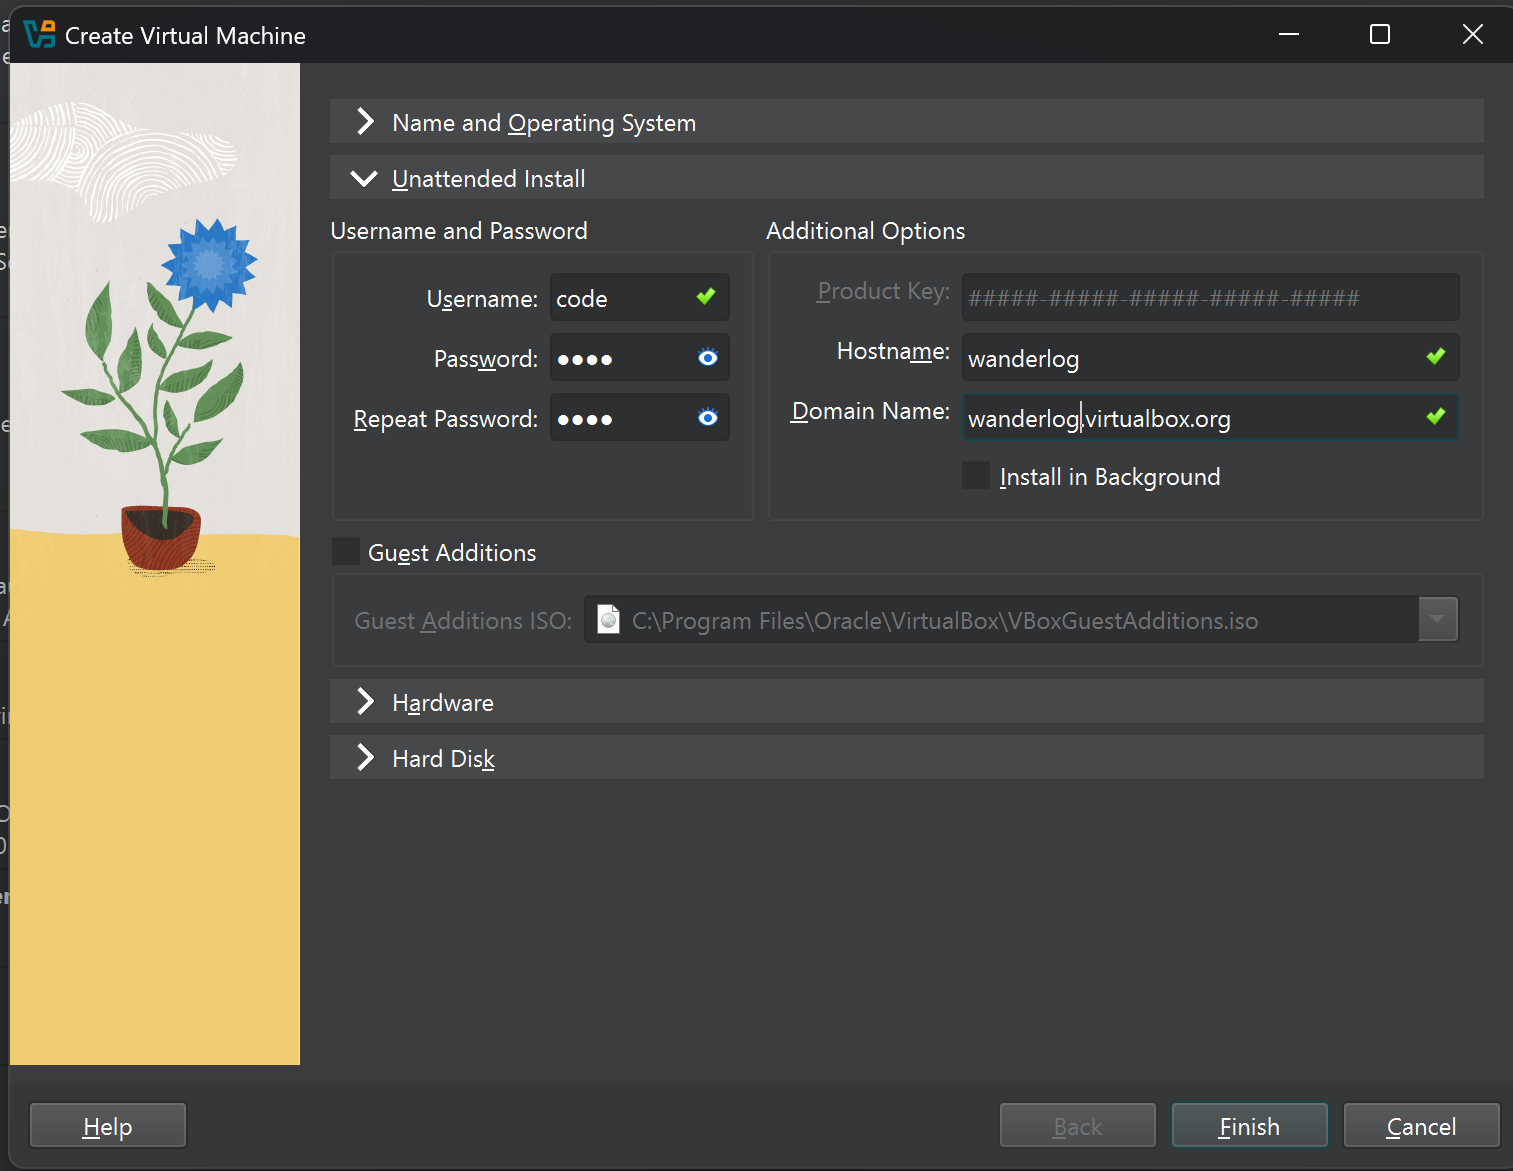 Create Virtual Machine
Name and Operating System
Unattended Install
Username and Password
Username: code
Password: ●●●●
Repeat Password: ●●●●
Additional Options
Product Key: #####-#####-#####-#####-#####
Hostname: wanderlog
Domain Name: wanderlog.virtualbox.org
Install in Background
Guest Additions
Guest Additions ISO: C:\Program Files\Oracle\VirtualBox\VBoxGuestAdditions.iso
Hardware
Hard Disk
Help
Back
Finish
Cancel